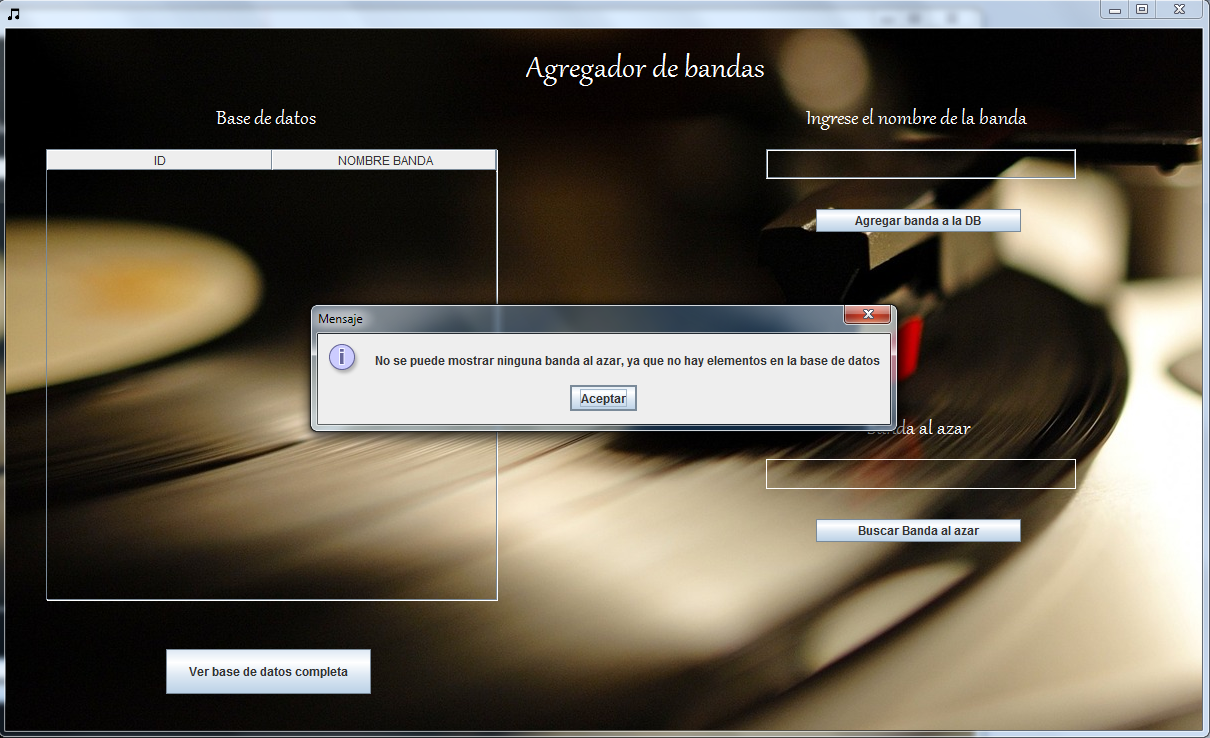 Agregador de bandas
Base de datos
Ingrese el nombre de la banda
ID
NOMBRE BANDA
Agregar banda a la DB
Mensaje
No se puede mostrar ninguna banda al azar, ya que no hay elementos en la base de datos
Aceptar
Banda al azar
Buscar Banda al azar
Ver base de datos completa